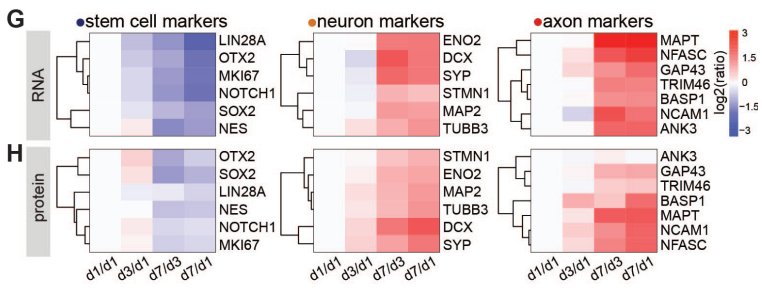 G
stem cell markers
neuron markers
axon markers
RNA
LIN28A
OTX2
MKI67
NOTCH1
SOX2
NES
ENO2
DCX
SYP
STMN1
MAP2
TUBB3
MAPT
NFASC
GAP43
TRIM46
BASP1
NCAM1
ANK3
3
1.5
0
−1.5
−3
log2(ratio)
H
protein
OTX2
SOX2
LIN28A
NES
NOTCH1
MKI67
STMN1
ENO2
MAP2
TUBB3
DCX
SYP
ANK3
GAP43
TRIM46
BASP1
MAPT
NCAM1
NFASC
d1/d1 d3/d1 d7/d3 d7/d1
d1/d1 d3/d1 d7/d3 d7/d1
d1/d1 d3/d1 d7/d3 d7/d1